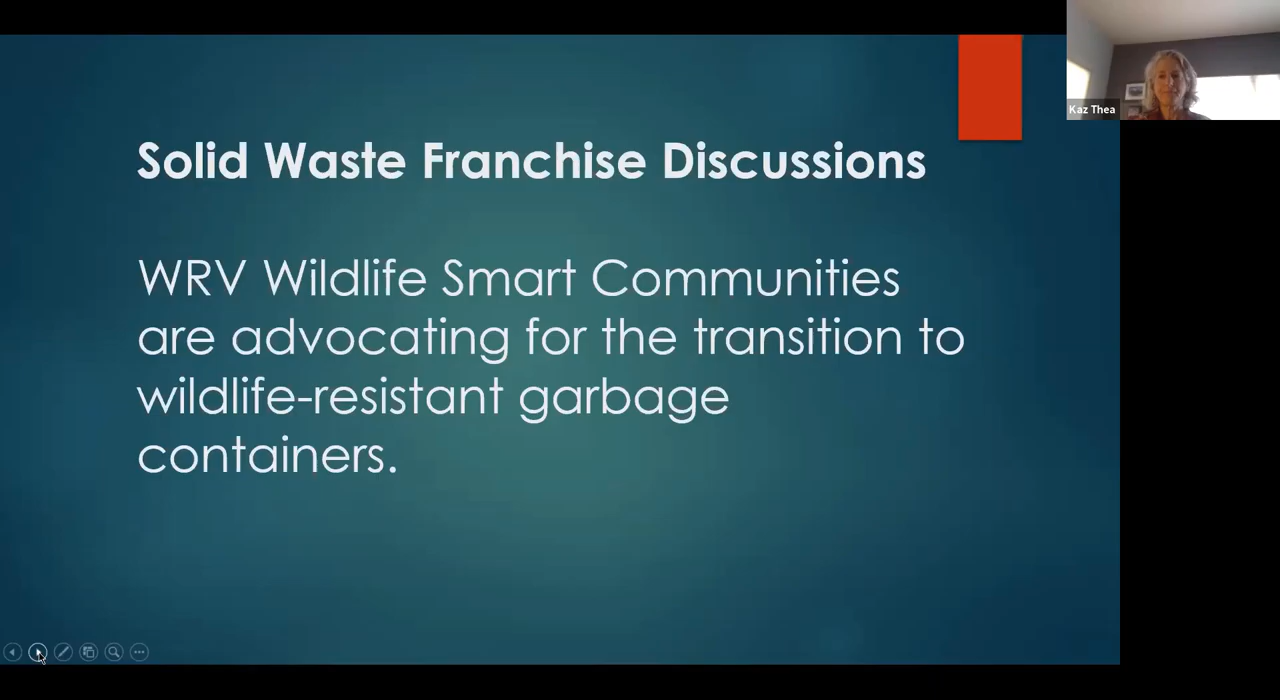 Kaz Thea
Solid Waste Franchise Discussions
WRV Wildlife Smart Communities
are advocating for the transition to
wildlife-resistant garbage
containers.